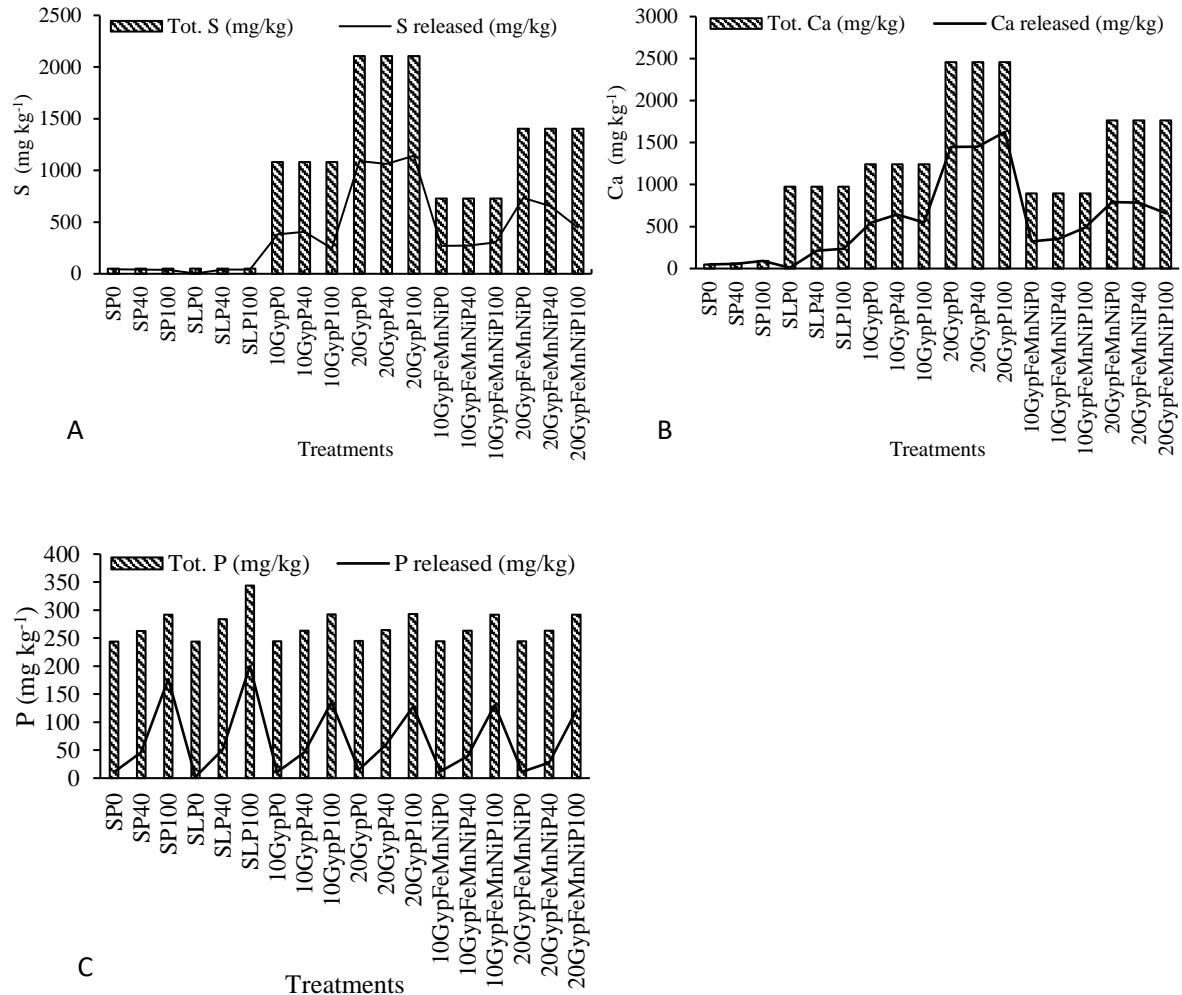 Tot. S (mg/kg) S released (mg/kg)
S (mg kg-1)
2500
2000
1500
1000
500
0
SP0
SP40
SP100
SLP0
SLP40
SLP100
10GypP0
10GypP40
10GypP100
20GypP0
20GypP40
20GypP100
10GypFeMnNiP0
10GypFeMnNiP40
10GypFeMnNiP100
20GypFeMnNiP0
20GypFeMnNiP40
20GypFeMnNiP100
A
Treatments
Tot. Ca (mg/kg) Ca released (mg/kg)
Ca (mg kg-1)
3000
2500
2000
1500
1000
500
0
SP0
SP40
SP100
SLP0
SLP40
SLP100
10GypP0
10GypP40
10GypP100
20GypP0
20GypP40
20GypP100
10GypFeMnNiP0
10GypFeMnNiP40
10GypFeMnNiP100
20GypFeMnNiP0
20GypFeMnNiP40
20GypFeMnNiP100
B
Treatments
Tot. P (mg/kg) P released (mg/kg)
P (mg kg-1)
400
350
300
250
200
150
100
50
0
SP0
SP40
SP100
SLP0
SLP40
SLP100
10GypP0
10GypP40
10GypP100
20GypP0
20GypP40
20GypP100
10GypFeMnNiP0
10GypFeMnNiP40
10GypFeMnNiP100
20GypFeMnNiP0
20GypFeMnNiP40
20GypFeMnNiP100
C
Treatments